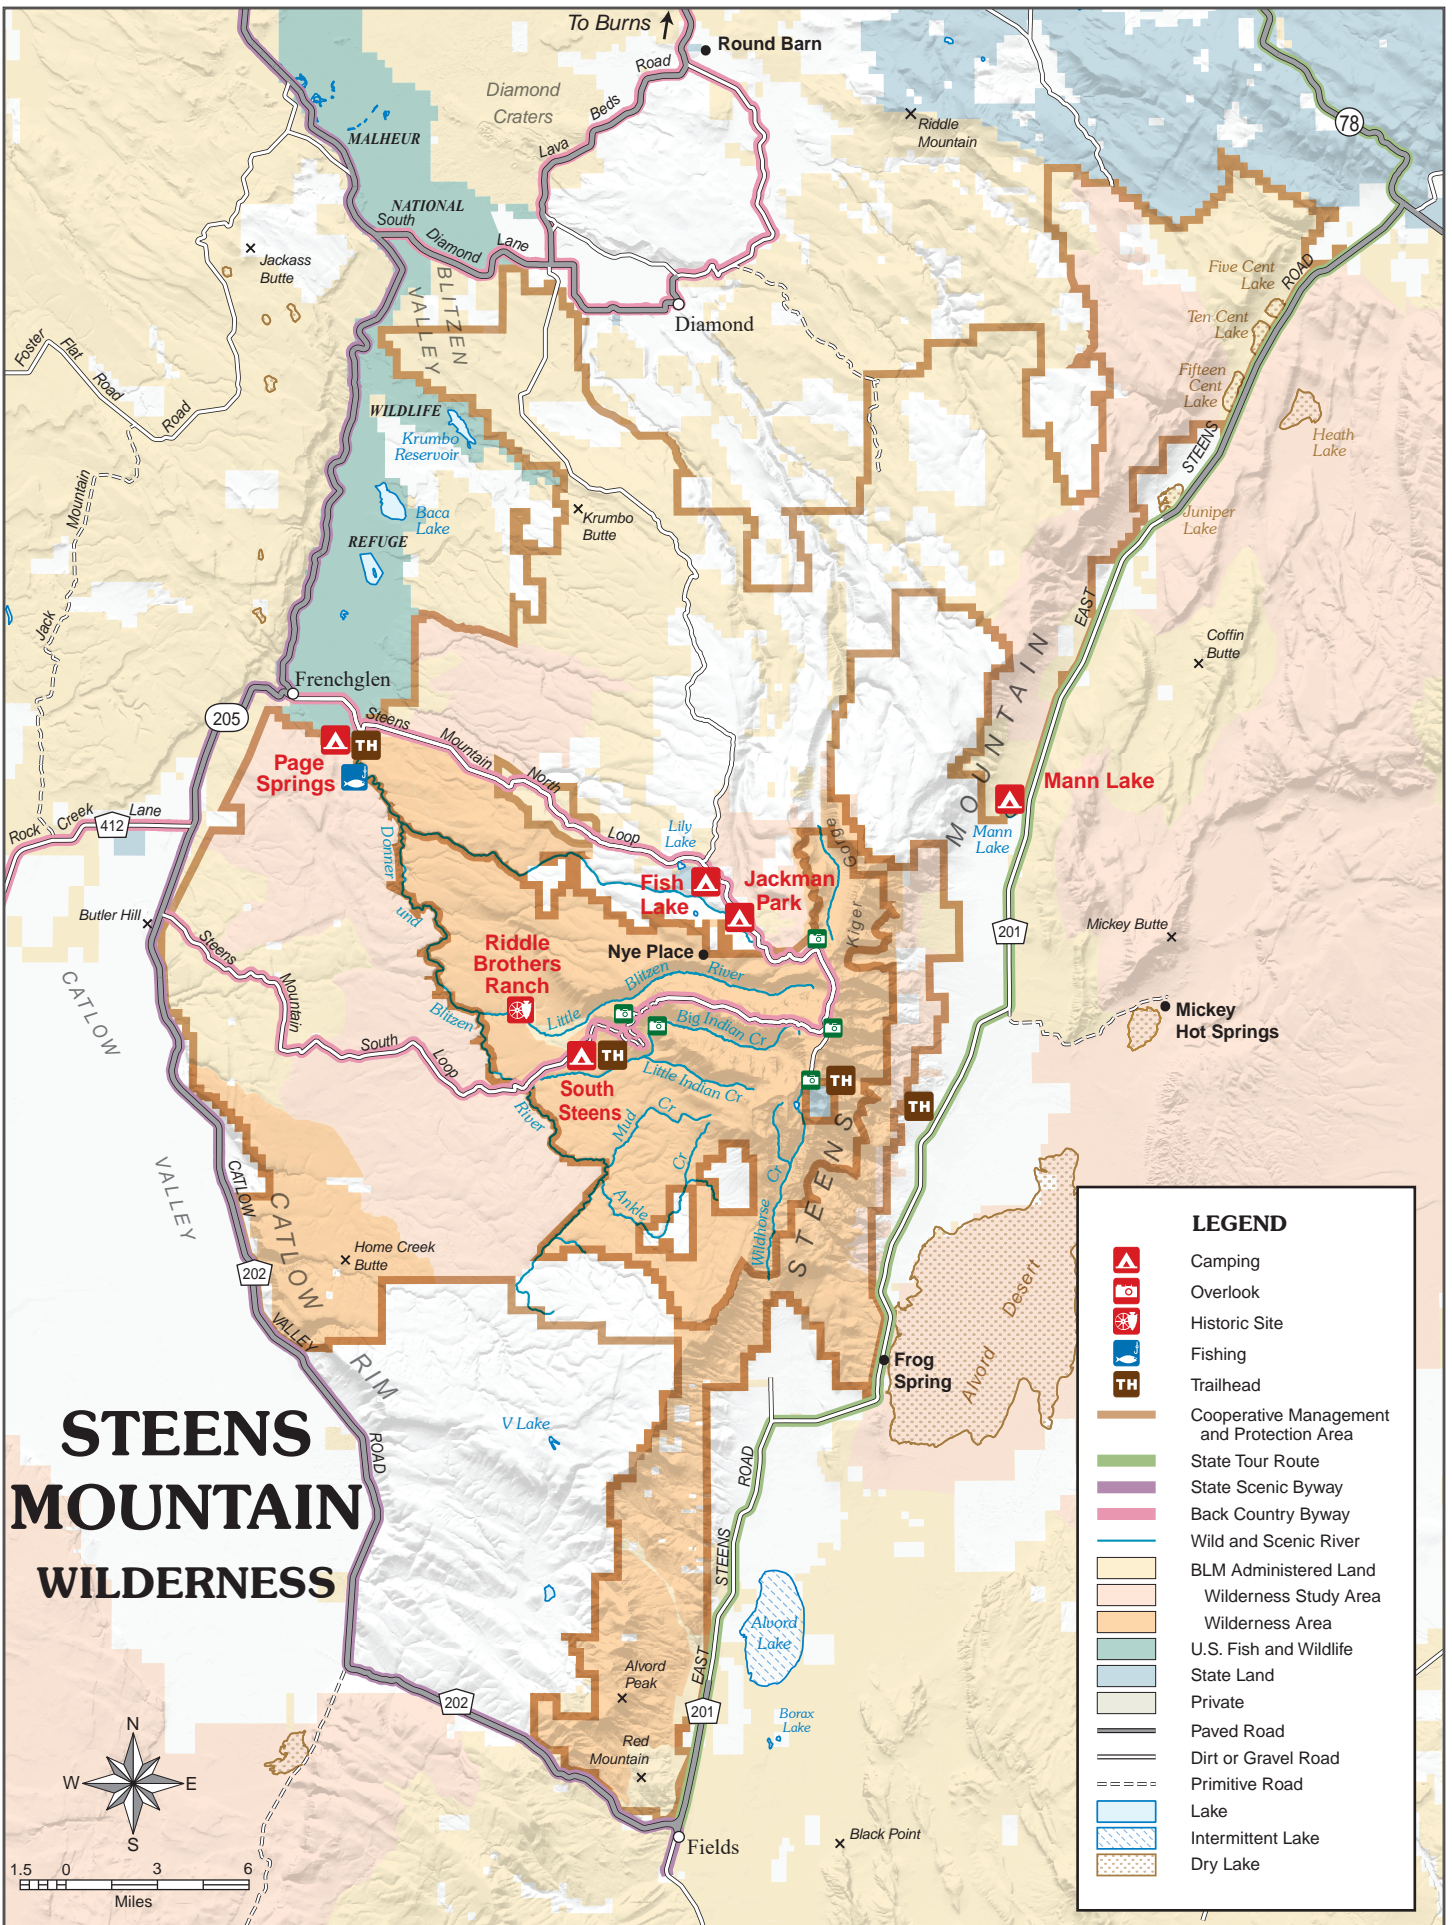 To Burns
Round Barn
Road
Beds
Lava
Diamond
Craters
Riddle
Mountain
78
MALHEUR
NATIONAL
South
Diamond
Lane
Jackass
Butte
BLITZEN
VALLEY
Diamond
Five Cent
Lake
ROAD
Ten Cent
Lake
Fifteen
Cent
Lake
Heath
Lake
STEENS
Juniper
Lake
Foster
Flat
Road
Road
WILDLIFE
Krumbo
Reservoir
Baca
Lake
REFUGE
Krumbo
Butte
Mountain
Jack
EAST
Coffin
Butte
Frenchglen
205
Steens
Mountain
North
Loop
Page
Springs
Rock
Creek
Lane
412
Donner
und
Blitzen
River
Lily
Lake
Fish
Lake
Jackman
Park
Gorge
Kiger
MOUNTAIN
Mann Lake
Mann
Lake
201
Mickey Butte
Mickey
Hot Springs
Butler Hill
Steens
Mountain
South
Loop
Riddle
Brothers
Ranch
Nye Place
Little
Blitzen
River
Big Indian Cr
Little Indian Cr
South
Steens
TH
TH
TH
TH
Mud
Cr
Cr
Ankle
Wildhorse
Cr
STEENS
CATLOW
VALLEY
CATLOW
VALLEY
ROAD
CATLOW
RIM
Home Creek
Butte
202
Frog
Spring
Alvord
Desert
V Lake
STEENS
MOUNTAIN
WILDERNESS
ROAD
STEENS
EAST
Alvord
Lake
Alvord
Peak
Borax
Lake
Red
Mountain
201
202
Fields
Black Point
N
W
E
S
1.5
0
3
6
Miles
LEGEND
Camping
Overlook
Historic Site
Fishing
TH
Trailhead
Cooperative Management
and Protection Area
State Tour Route
State Scenic Byway
Back Country Byway
Wild and Scenic River
BLM Administered Land
Wilderness Study Area
Wilderness Area
U.S. Fish and Wildlife
State Land
Private
Paved Road
Dirt or Gravel Road
Primitive Road
Lake
Intermittent Lake
Dry Lake